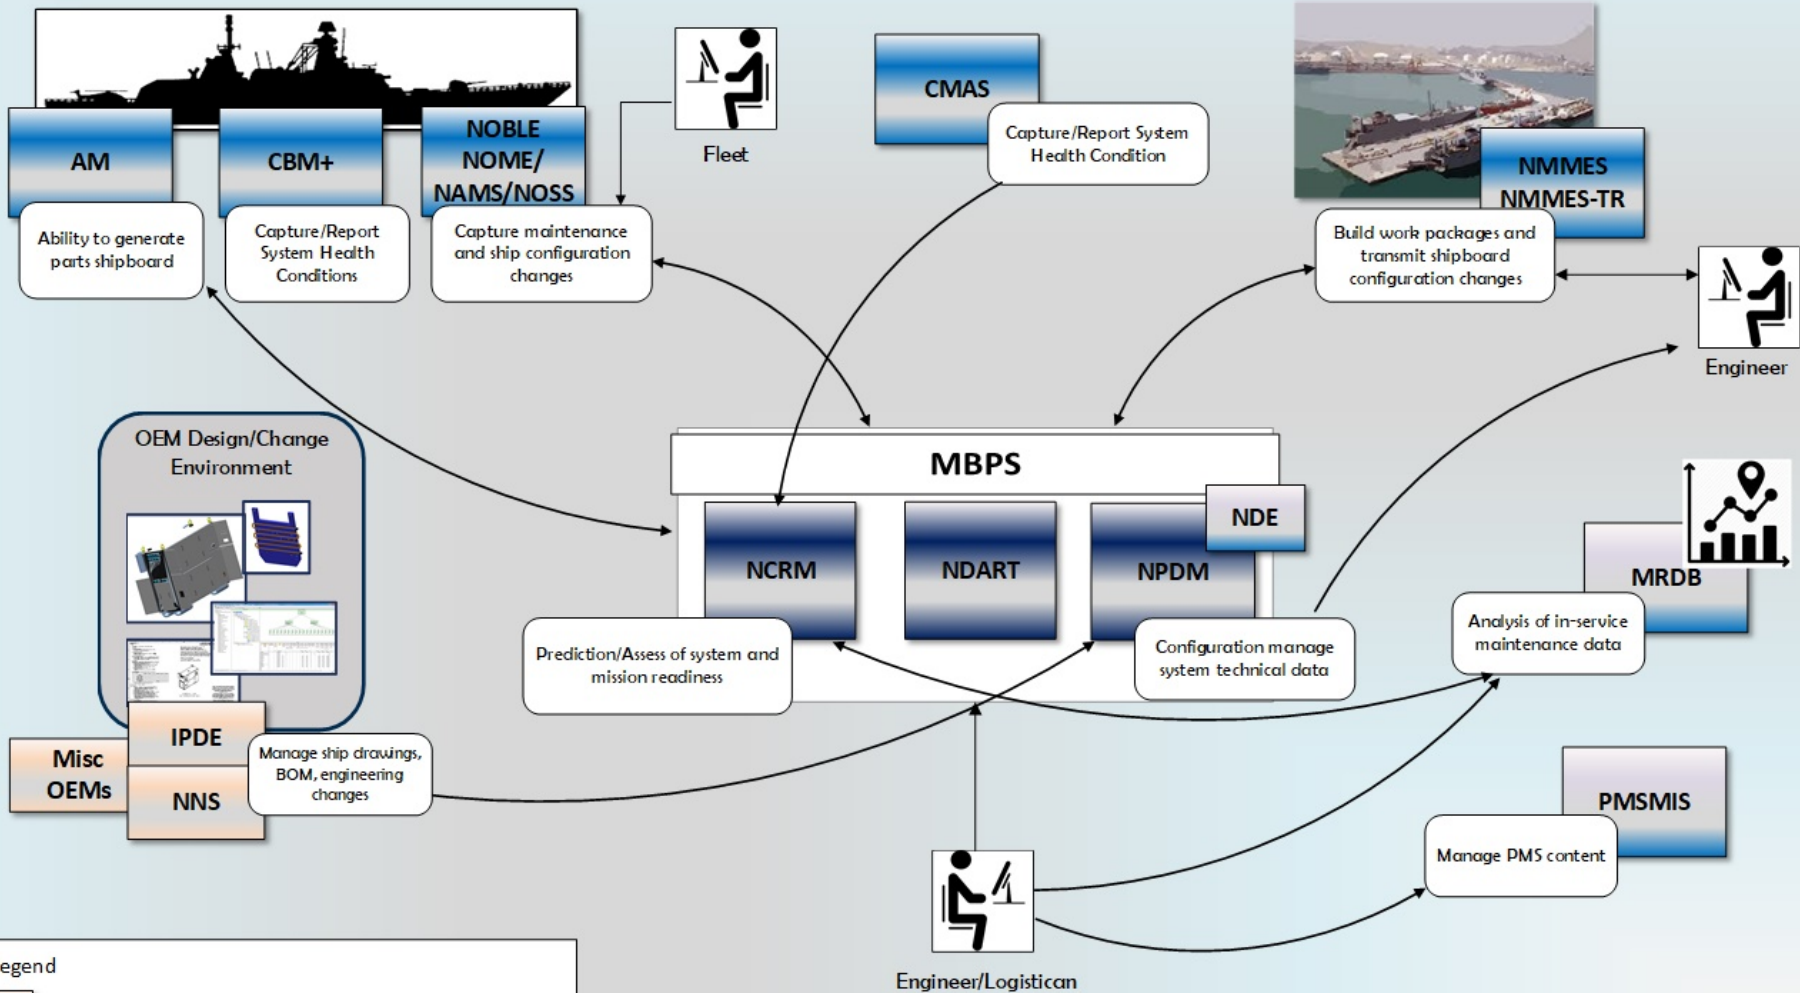 AM
CBM+
NOBLE
NOME/
NAMS/NOSS
Ability to generate
parts shipboard
Capture/Report
System Health
Conditions
Capture maintenance
and ship configuration
changes
Fleet
CMAS
Capture/Report System
Health Condition
NMMES
NMMES-TR
Build work packages and
transmit shipboard
configuration changes
Engineer
OEM Design/Change
Environment
MBPS
NCRM
NDART
NPDM
NDE
Prediction/Assess of system and
mission readiness
Configuration manage
system technical data
MRDB
Analysis of in-service
maintenance data
Misc
OEMs
IPDE
NNS
Manage ship drawings,
BOM, engineering
changes
PMSMIS
Manage PMS content
Engineer/Logistican
egend